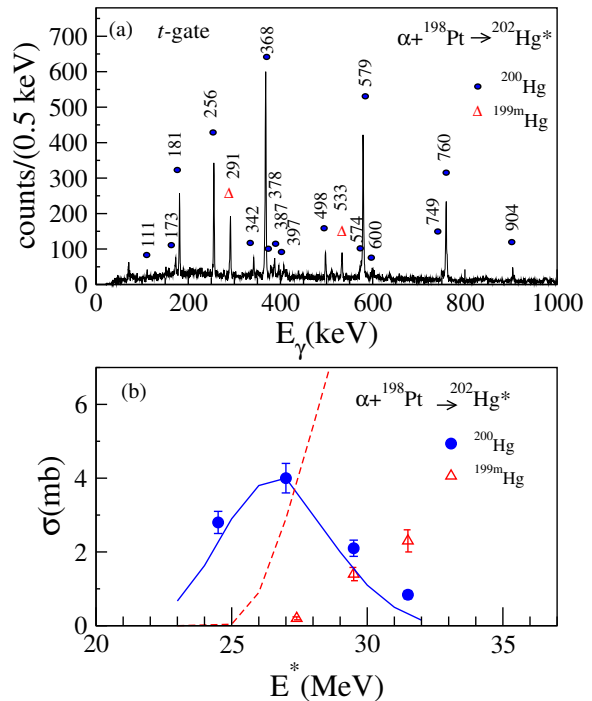 (a) t-gate α+¹⁹⁸Pt→²⁰²Hg*
²⁰⁰Hg
¹⁹⁹ᵐHg
700
600
500
400
300
200
100
0
counts/(0.5 keV)
111
173
181
256
291
342
368
378
387
397
498
533
574
579
600
749
760
904
0 200 400 600 800 1000
E_γ(keV)
(b) α+¹⁹⁸Pt → ²⁰²Hg*
²⁰⁰Hg
¹⁹⁹ᵐHg
6
4
2
0
σ(mb)
20 25 30 35
E*(MeV)